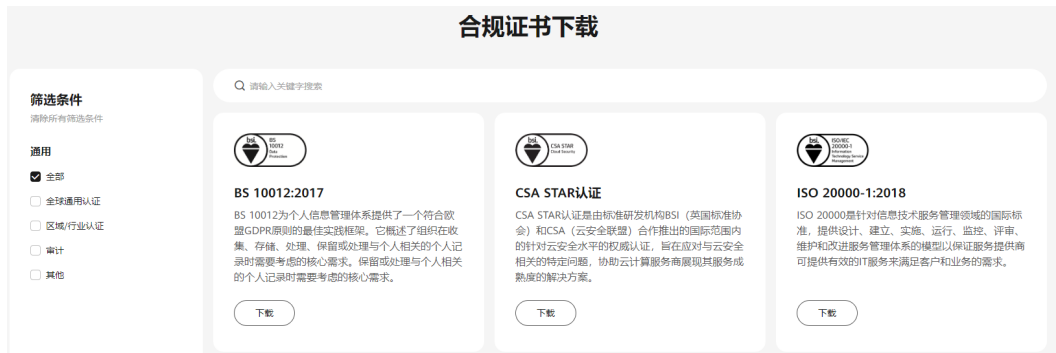 合规证书下载
筛选条件
清除所有筛选条件
通用
全部
全球通用认证
区域/行业认证
审计
其他
请输入关键字搜索
bsi.
BS
10012
Data
Protection
BS 10012:2017
BS 10012为个人信息管理体系提供了一个符合欧
盟GDPR原则的最佳实践框架。它概述了组织在收
集、存储、处理、保留或处理与个人相关的个人记
录时需要考虑的核心需求。保留或处理与个人相关
的个人记录时需要考虑的核心需求。
下载
bsi.
CSA STAR
Cloud Security
CSA STAR认证
CSA STAR认证是由标准研发机构BSI（英国标准协
会）和CSA（云安全联盟）合作推出的国际范围内
的针对云安全水平的权威认证，旨在应对与云安全
相关的特定问题，协助云计算服务商展现其服务成
熟度的解决方案。
下载
bsi.
ISO/IEC
20000-1
Information
Technology Service
Management
ISO 20000-1:2018
ISO 20000是针对信息技术服务管理领域的国际标
准，提供设计、建立、实施、运行、监控、评审、
维护和改进服务管理体系的模型以保证服务提供商
可提供有效的IT服务来满足客户和业务的需求。
下载